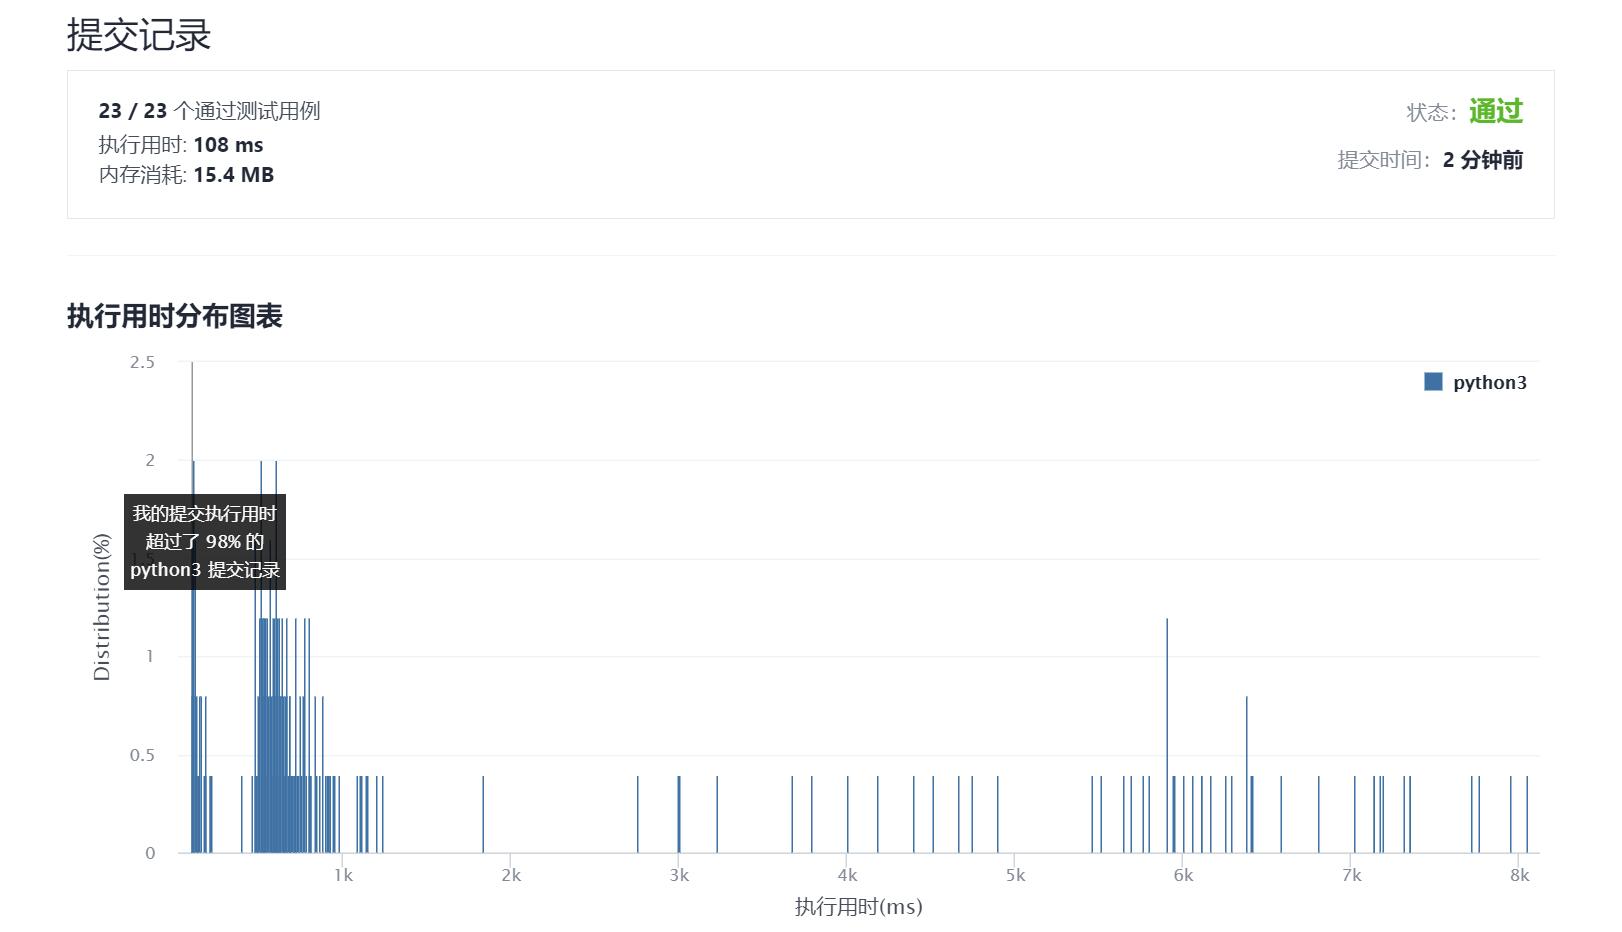 提交记录
23 / 23 个通过测试用例
状态：通过
执行用时: 108 ms
提交时间：2 分钟前
内存消耗: 15.4 MB
执行用时分布图表
2.5
python3
2
我的提交执行用时
超过了 98% 的
python3 提交记录
1.5
Distribution(%)
1
0.5
0
1k
2k
3k
4k
5k
6k
7k
8k
执行用时(ms)